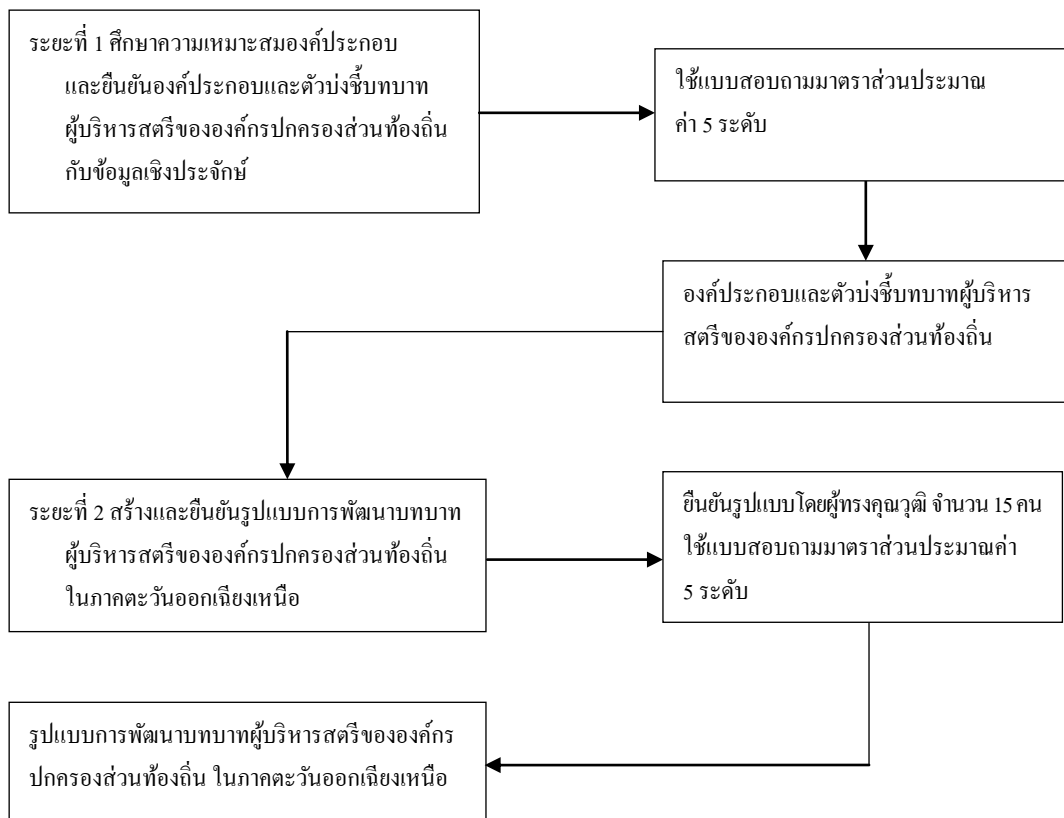 ระยะที่ 1 ศึกษาความเหมาะสมองค์ประกอบ
และยืนยันองค์ประกอบและตัวบ่งชี้บทบาท
ผู้บริหารสตรีขององค์กรปกครองส่วนท้องถิ่น
กับข้อมูลเชิงประจักษ์
ใช้แบบสอบถามมาตราส่วนประมาณ
ค่า 5 ระดับ
องค์ประกอบและตัวบ่งชี้บทบาทผู้บริหาร
สตรีขององค์กรปกครองส่วนท้องถิ่น
ระยะที่ 2 สร้างและยืนยันรูปแบบการพัฒนาบทบาท
ผู้บริหารสตรีขององค์กรปกครองส่วนท้องถิ่น
ในภาคตะวันออกเฉียงเหนือ
ยืนยันรูปแบบโดยผู้ทรงคุณวุฒิ จำนวน 15 คน
ใช้แบบสอบถามมาตราส่วนประมาณค่า
5 ระดับ
รูปแบบการพัฒนาบทบาทผู้บริหารสตรีขององค์กร
ปกครองส่วนท้องถิ่น ในภาคตะวันออกเฉียงเหนือ